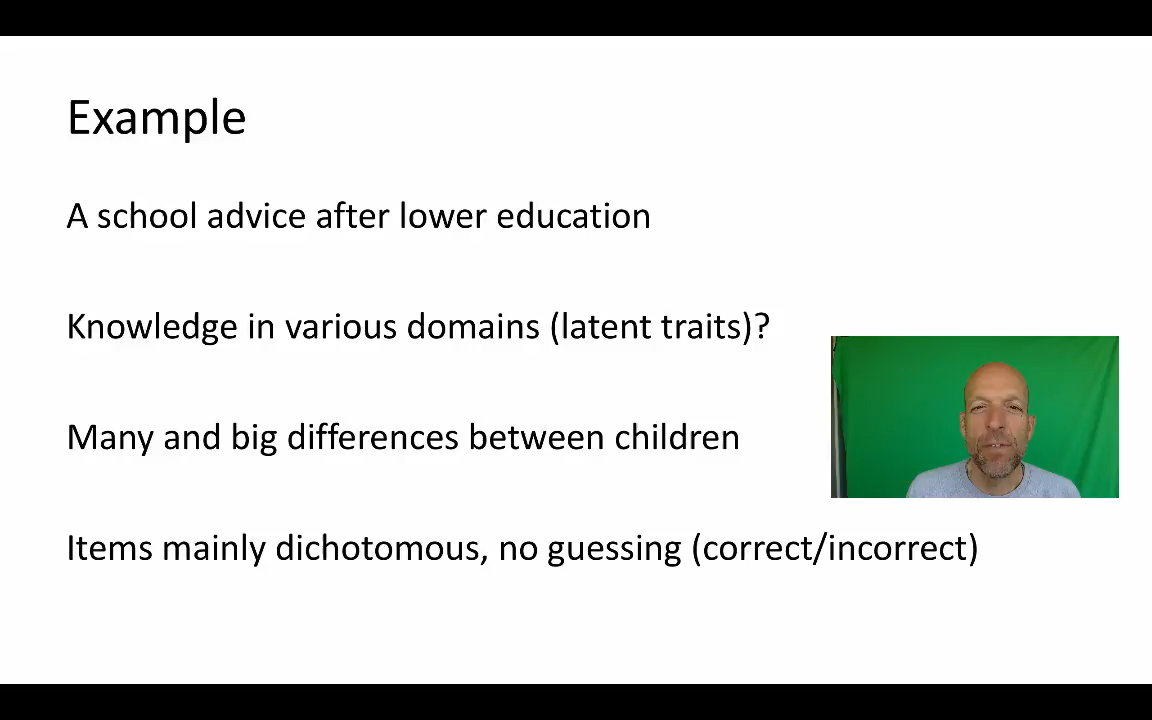 Example
A school advice after lower education
Knowledge in various domains (latent traits)?
Many and big differences between children
Items mainly dichotomous, no guessing (correct/incorrect)